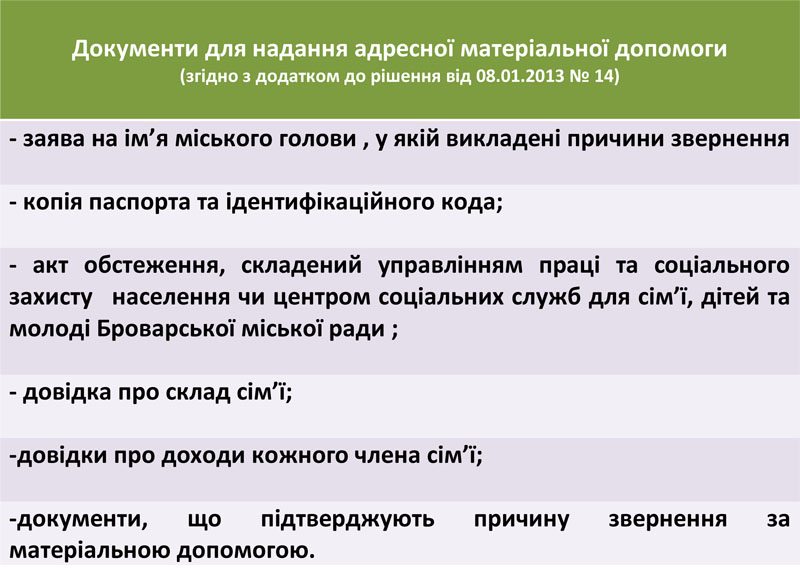 Документи для надання адресної матеріальної допомоги
(згідно з додатком до рішення від 08.01.2013 № 14)
- заява на ім’я міського голови , у якій викладені причини звернення
- копія паспорта та ідентифікаційного кода;
- акт обстеження, складений управлінням праці та соціального
захисту населення чи центром соціальних служб для сім’ї, дітей та
молоді Броварської міської ради ;
- довідка про склад сім’ї;
-довідки про доходи кожного члена сім’ї;
-документи, що підтверджують причину звернення за
матеріальною допомогою.